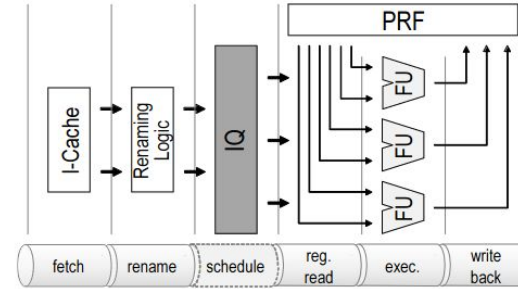 PRF
I-Cache
Renaming
Logic
IQ
FU
FU
FU
fetch
rename
schedule
reg.
read
exec.
write
back